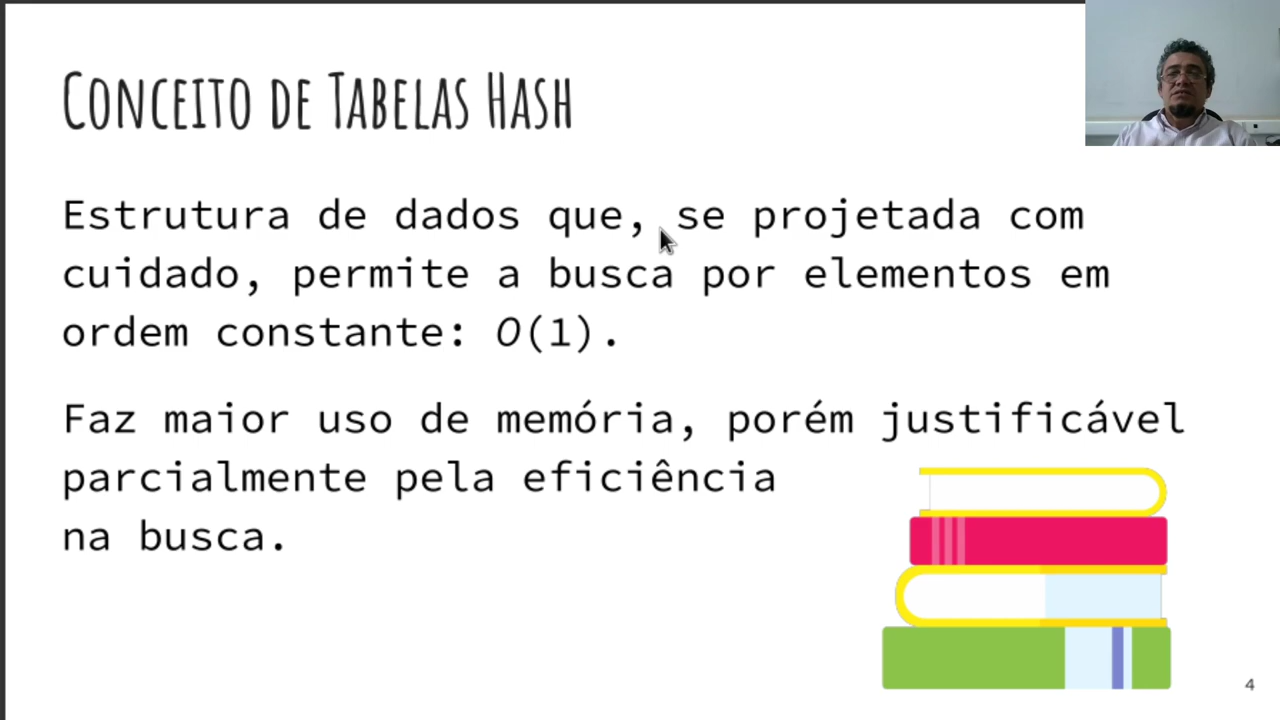 Conceito de Tabelas Hash
Estrutura de dados que, se projetada com
cuidado, permite a busca por elementos em
ordem constante: O(1).
Faz maior uso de memória, porém justificável
parcialmente pela eficiência
na busca.
4